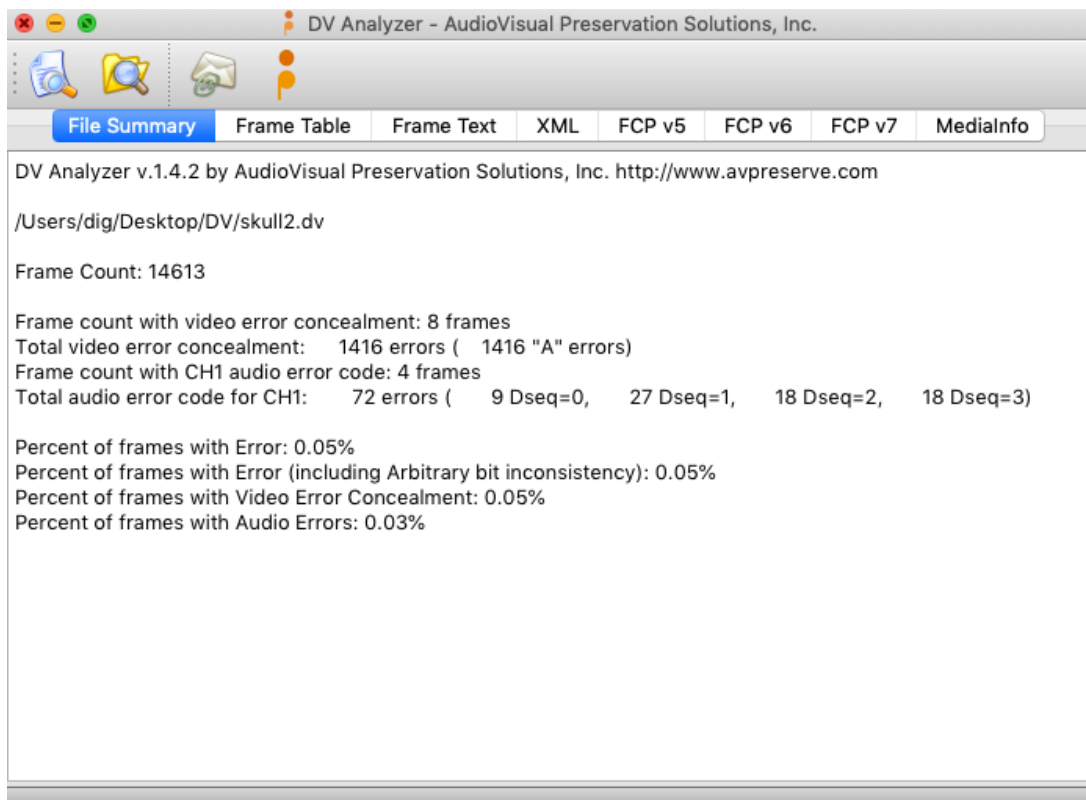 DV Analyzer - AudioVisual Preservation Solutions, Inc.
File Summary Frame Table Frame Text XML FCP v5 FCP v6 FCP v7 MediaInfo
DV Analyzer v.1.4.2 by AudioVisual Preservation Solutions, Inc. http://www.avpreserve.com
/Users/dig/Desktop/DV/skull2.dv
Frame Count: 14613
Frame count with video error concealment: 8 frames
Total video error concealment: 1416 errors ( 1416 "A" errors)
Frame count with CH1 audio error code: 4 frames
Total audio error code for CH1: 72 errors ( 9 Dseq=0, 27 Dseq=1, 18 Dseq=2, 18 Dseq=3)
Percent of frames with Error: 0.05%
Percent of frames with Error (including Arbitrary bit inconsistency): 0.05%
Percent of frames with Video Error Concealment: 0.05%
Percent of frames with Audio Errors: 0.03%